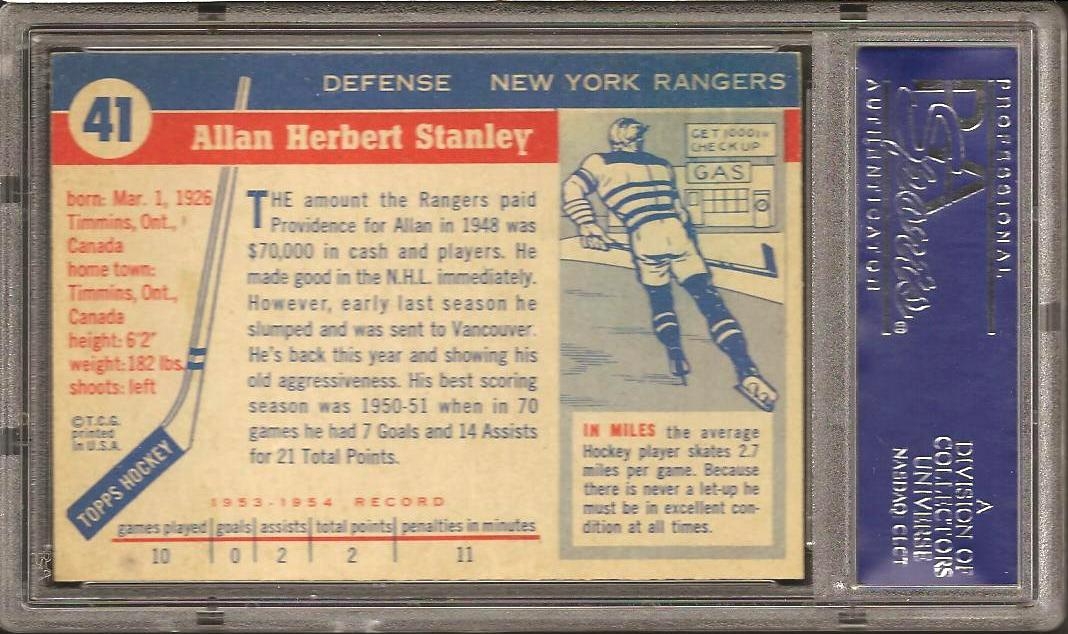 41
DEFENSE NEW YORK RANGERS
Allan Herbert Stanley
born: Mar. 1, 1926
Timmins, Ont.,
Canada
home town:
Timmins, Ont.,
Canada
height: 6'2"
weight: 182 lbs.
shoots: left
© T.C.G.
printed
in U.S.A.
TOPPS HOCKEY
THE amount the Rangers paid
Providence for Allan in 1948 was
$70,000 in cash and players. He
made good in the N.H.L. immediately.
However, early last season he
slumped and was sent to Vancouver.
He's back this year and showing his
old aggressiveness. His best scoring
season was 1950-51 when in 70
games he had 7 Goals and 14 Assists
for 21 Total Points.
1953-1954 RECORD
games played goals assists total points penalties in minutes
10 0 2 2 11
GET 1000 MI
CHECK UP
GAS
IN MILES the average
Hockey player skates 2.7
miles per game. Because
there is never a let-up he
must be in excellent con-
dition at all times.
PROFESSIONAL
PSA
AUTHENTICATOR
®
A
DIVISION OF
COLLECTORS
UNIVERSE
NASDAQ CLCT